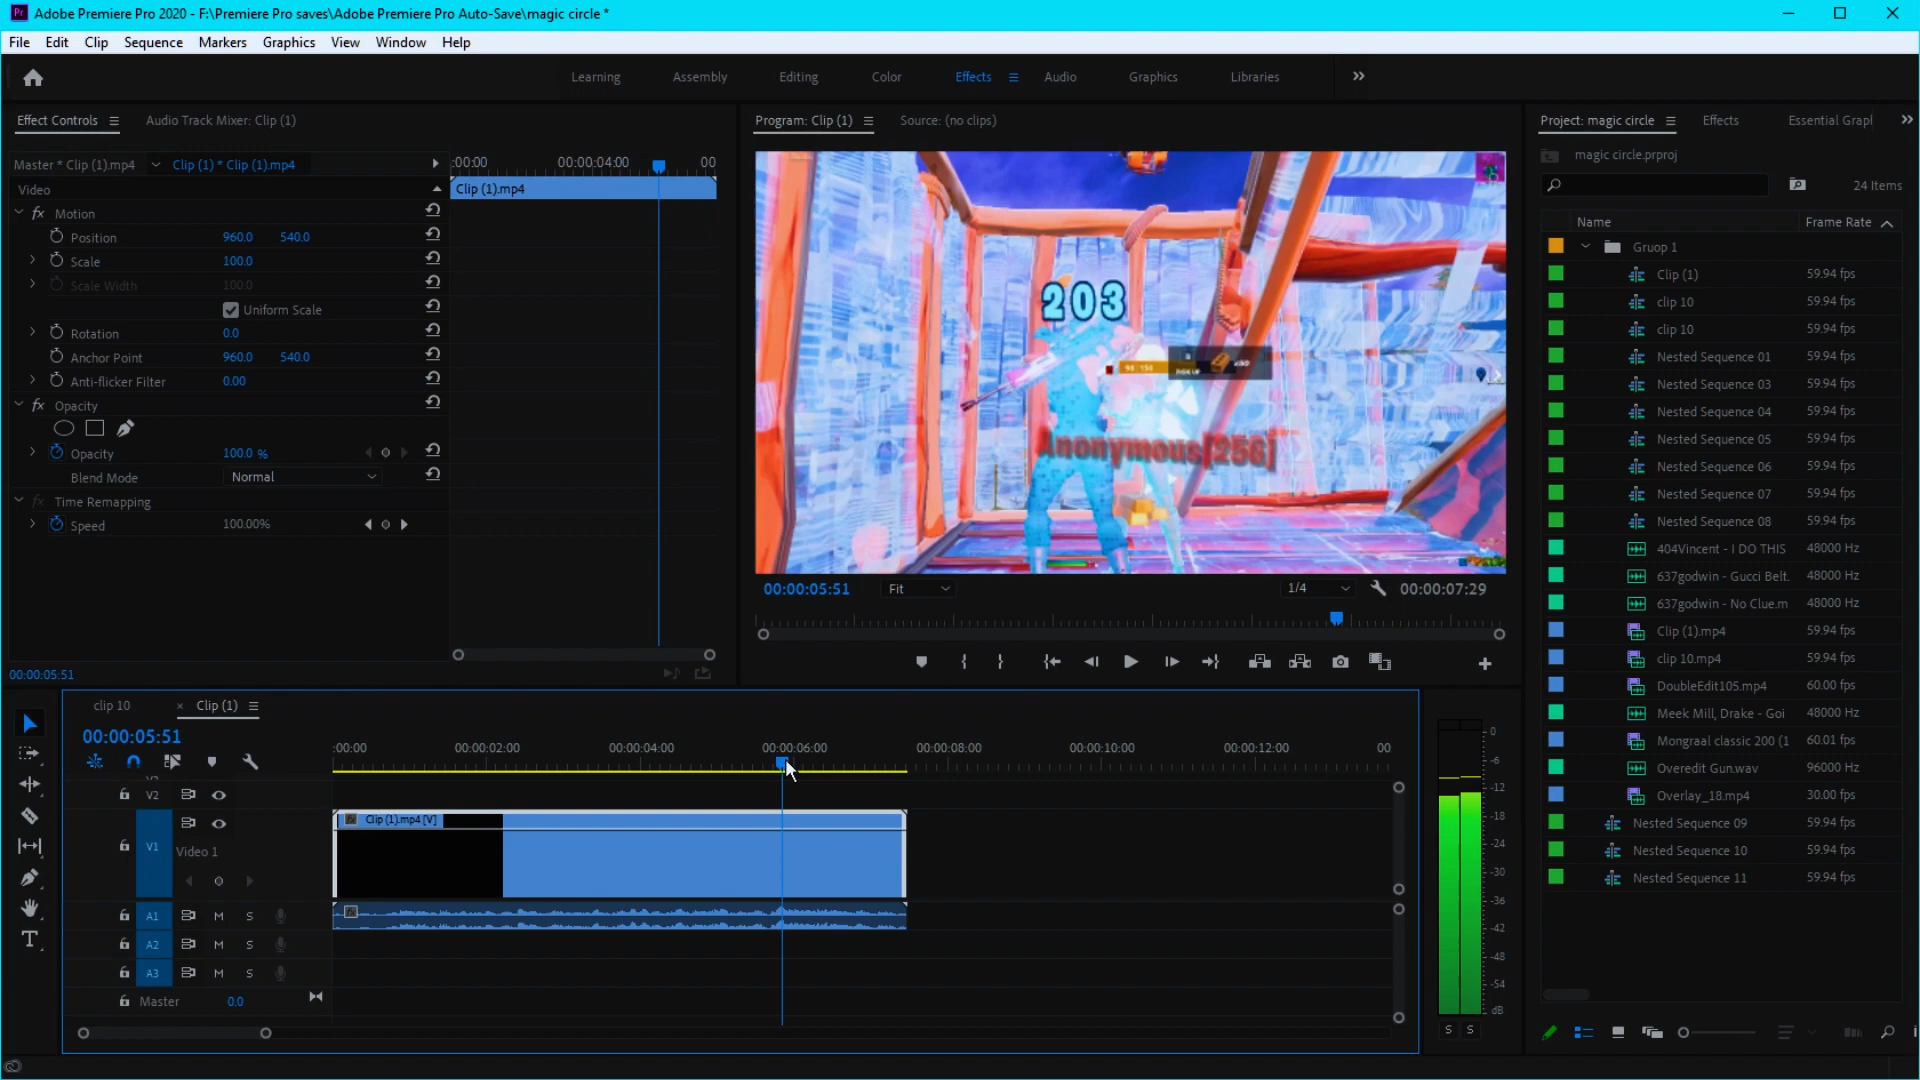 Adobe Premiere Pro 2020 - F:\Premiere Pro saves\Adobe Premiere Pro Auto-Save\magic circle *
File Edit Clip Sequence Markers Graphics View Window Help
Learning Assembly Editing Color Effects Audio Graphics Libraries
Effect Controls
Audio Track Mixer: Clip (1)
Master * Clip (1).mp4
Clip (1) * Clip (1).mp4
:00:00 00:00:04:00 00
Clip (1).mp4
Video
fx Motion
Position 960.0 540.0
Scale 100.0
Scale Width 100.0
Uniform Scale
Rotation 0.0
Anchor Point 960.0 540.0
Anti-flicker Filter 0.00
fx Opacity
Opacity 100.0 %
Blend Mode Normal
fx Time Remapping
Speed 100.00%
00:00:05:51
Program: Clip (1)
Source: (no clips)
203
98 | 150
PICK UP
Anonymous[256]
00:00:05:51 Fit 1/4 00:00:07:29
Project: magic circle Effects Essential Grapl
magic circle.prproj
24 Items
Name Frame Rate
Gruop 1
Clip (1) 59.94 fps
clip 10 59.94 fps
clip 10 59.94 fps
Nested Sequence 01 59.94 fps
Nested Sequence 03 59.94 fps
Nested Sequence 04 59.94 fps
Nested Sequence 05 59.94 fps
Nested Sequence 06 59.94 fps
Nested Sequence 07 59.94 fps
Nested Sequence 08 59.94 fps
404Vincent - I DO THIS 48000 Hz
637godwin - Gucci Belt. 48000 Hz
637godwin - No Clue.m 48000 Hz
Clip (1).mp4 59.94 fps
clip 10.mp4 59.94 fps
DoubleEdit105.mp4 60.00 fps
Meek Mill, Drake - Goi 48000 Hz
Mongraal classic 200 (1 60.01 fps
Overedit Gun.wav 96000 Hz
Overlay_18.mp4 30.00 fps
Nested Sequence 09 59.94 fps
Nested Sequence 10 59.94 fps
Nested Sequence 11 59.94 fps
clip 10 × Clip (1)
00:00:05:51
:00:00 00:00:02:00 00:00:04:00 00:00:06:00 00:00:08:00 00:00:10:00 00:00:12:00 00
V2
Clip (1).mp4 [V]
V1
Video 1
A1 M S
A2 M S
A3 M S
Master 0.0
0
-6
-12
-18
-24
-30
-36
-42
-48
-54
dB
S S